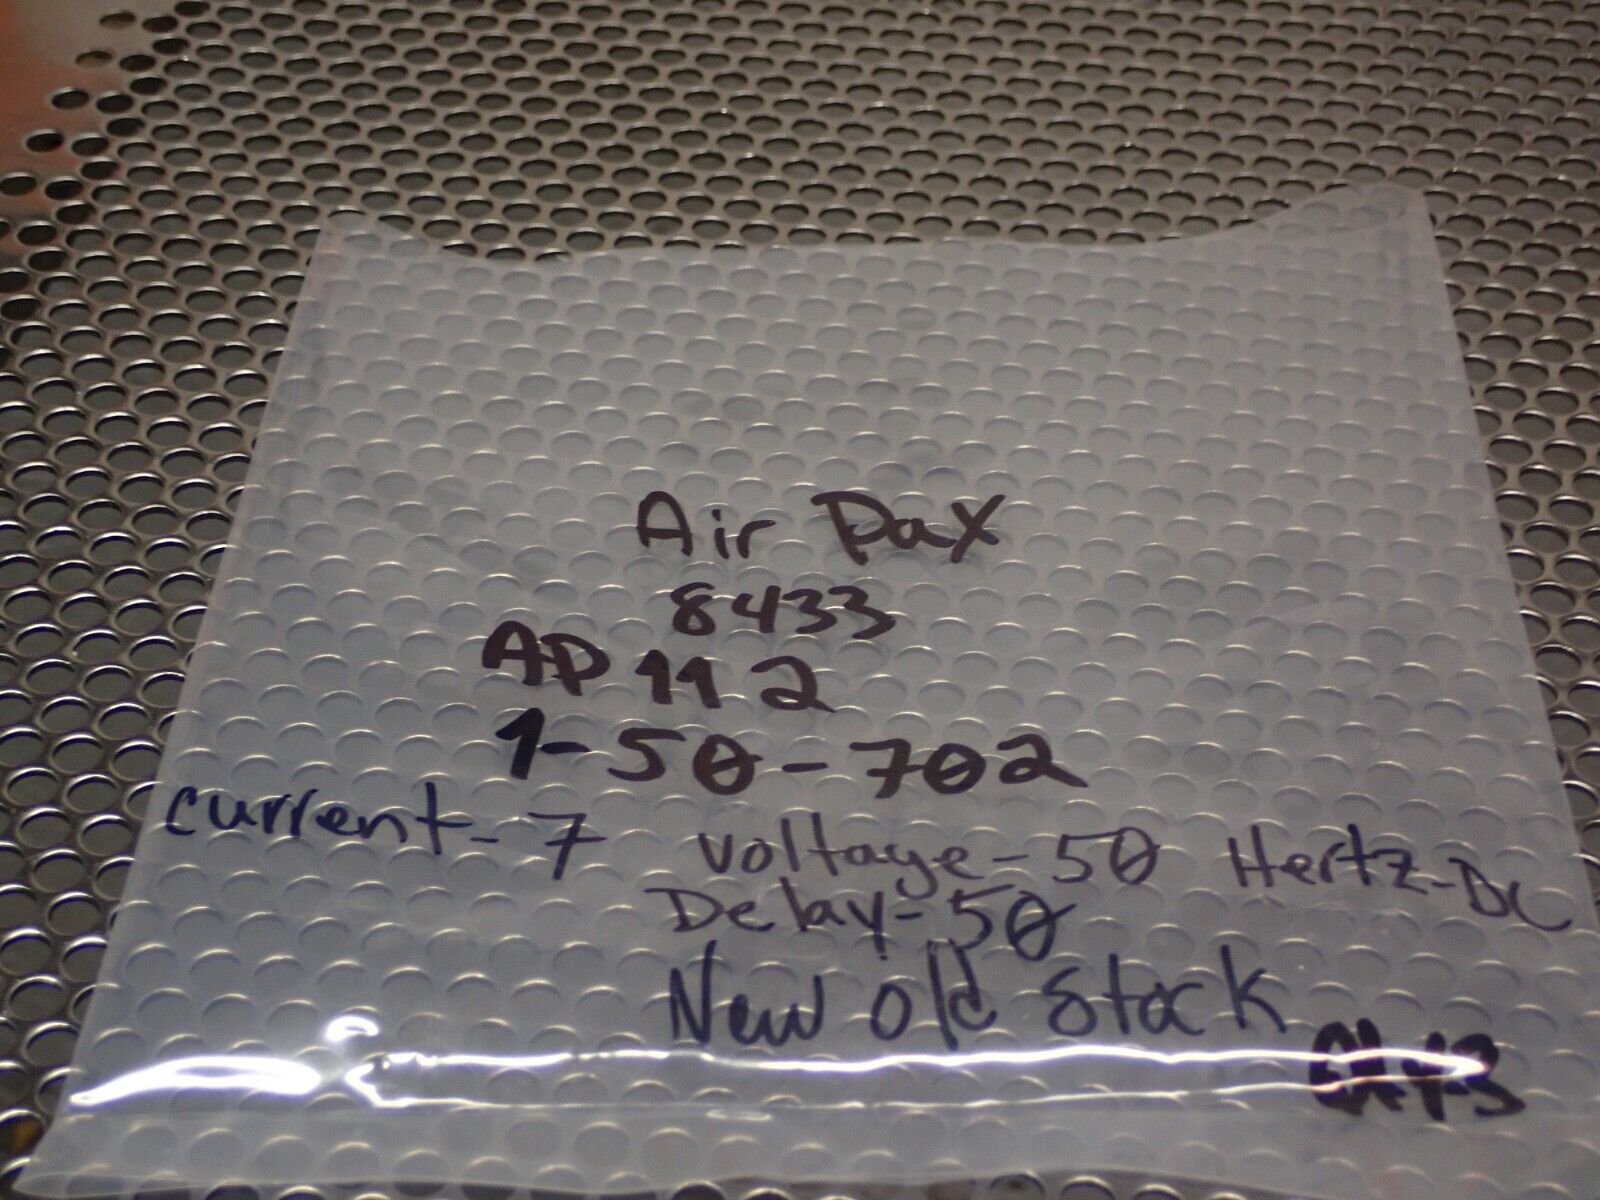 Air Pax
8433
AP 112
1-50-702
current-7 Voltage-50 Hertz-DC
Delay-50
New old stock